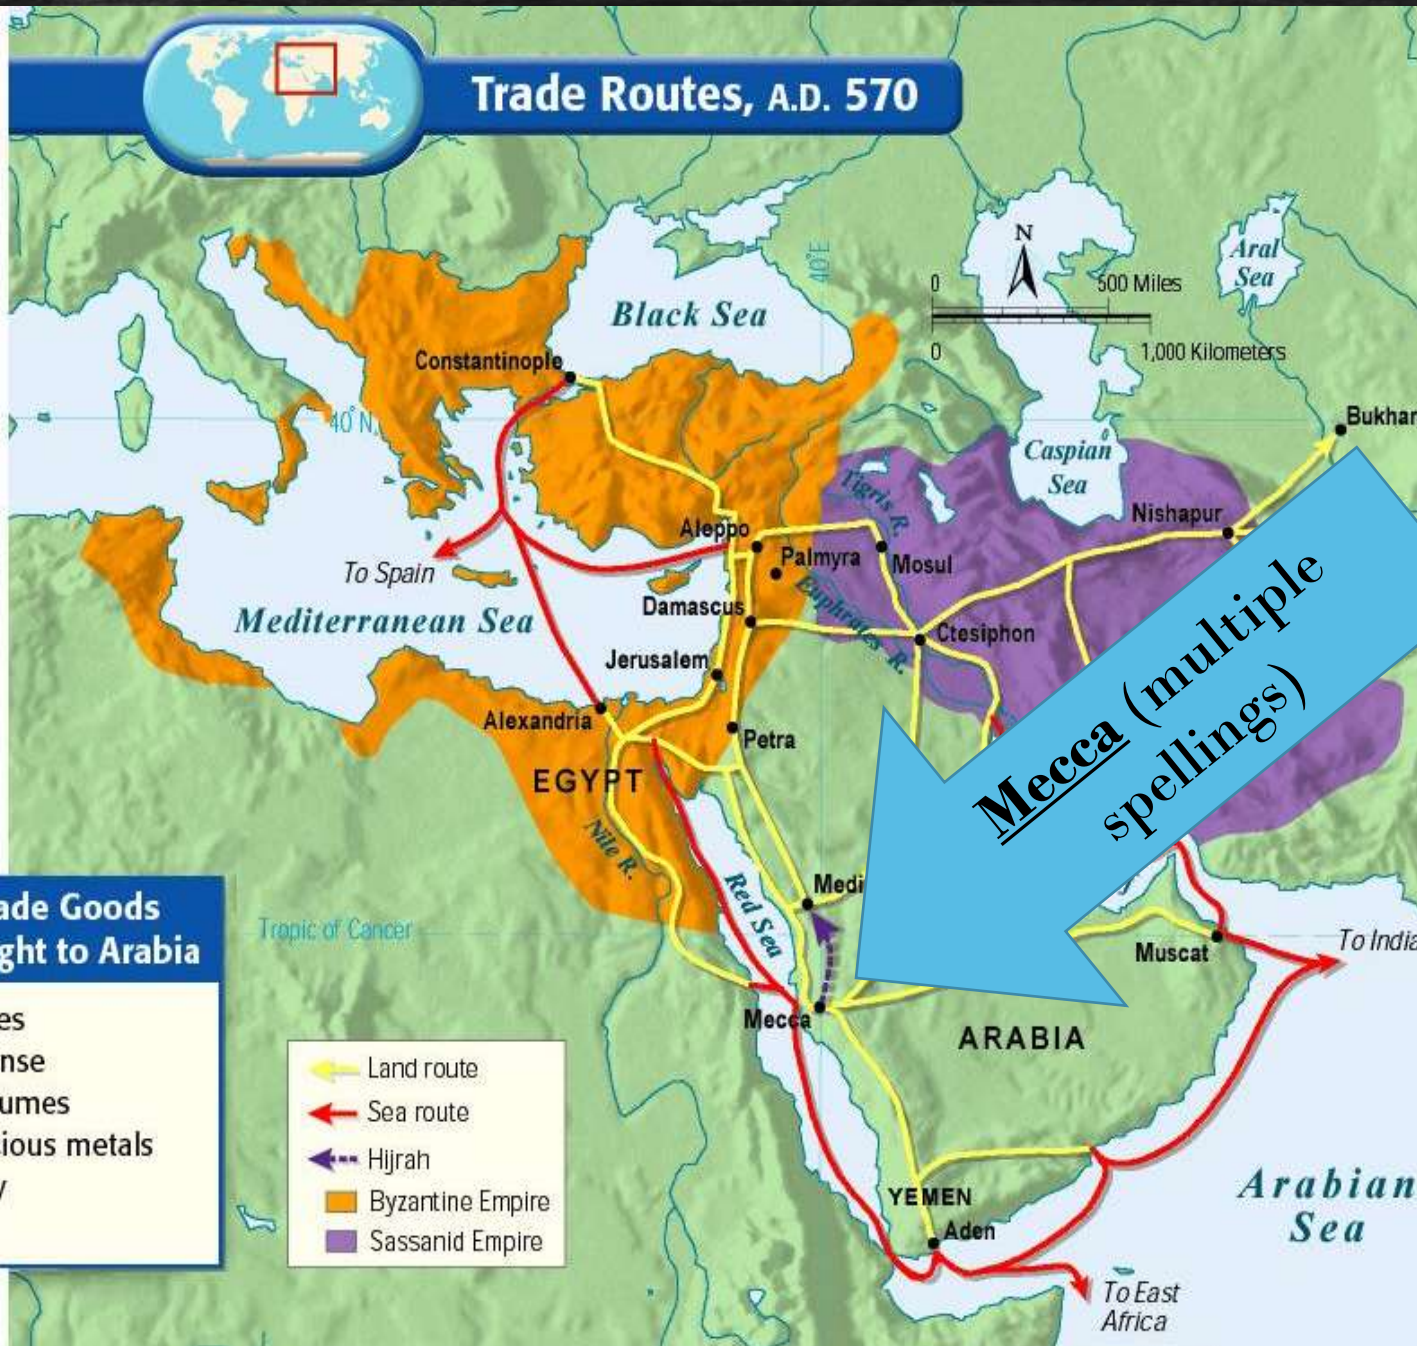 Trade Routes, A.D. 570
40°E
N
0 500 Miles
0 1,000 Kilometers
Aral
Sea
Black Sea
Constantinople
40°N
Bukhar
Caspian
Sea
Tigris R.
Nishapur
Aleppo
To Spain
Palmyra
Mosul
Euphrates R.
Mediterranean Sea
Damascus
Ctesiphon
Jerusalem
Alexandria
Petra
EGYPT
Nile R.
Mecca (multiple
spellings)
Red Sea
Medi
ade Goods
ght to Arabia
Tropic of Cancer
Muscat
To India
es
nse
umes
cious metals
y
Mecca
ARABIA
Land route
Sea route
Hijrah
Byzantine Empire
Sassanid Empire
YEMEN
Aden
Arabian
Sea
To East
Africa